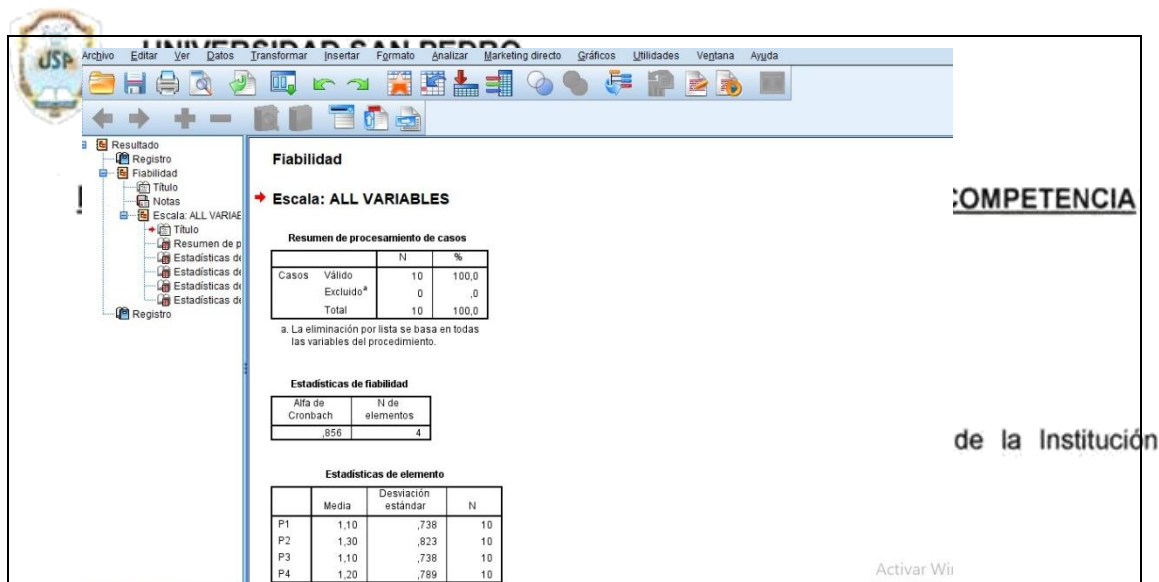 USP
UNIVERSIDAD SAN PEDRO
Archivo Editar Ver Datos Transformar Insertar Formato Analizar Marketing directo Gráficos Utilidades Ventana Ayuda
Resultado
Registro
Fiabilidad
Título
Notas
Escala: ALL VARIAE
Título
Resumen de p
Estadísticas de
Estadísticas de
Estadísticas de
Estadísticas de
Registro
Fiabilidad
Escala: ALL VARIABLES
Resumen de procesamiento de casos
N %
Casos Válido 10 100,0
Excluidoª 0 ,0
Total 10 100,0
a. La eliminación por lista se basa en todas
las variables del procedimiento.
Estadísticas de fiabilidad
Alfa de Cronbach N de elementos
,856 4
Estadísticas de elemento
Media Desviación estándar N
P1 1,10 ,738 10
P2 1,30 ,823 10
P3 1,10 ,738 10
P4 1,20 ,789 10
COMPETENCIA
de la Institución
Activar Wi